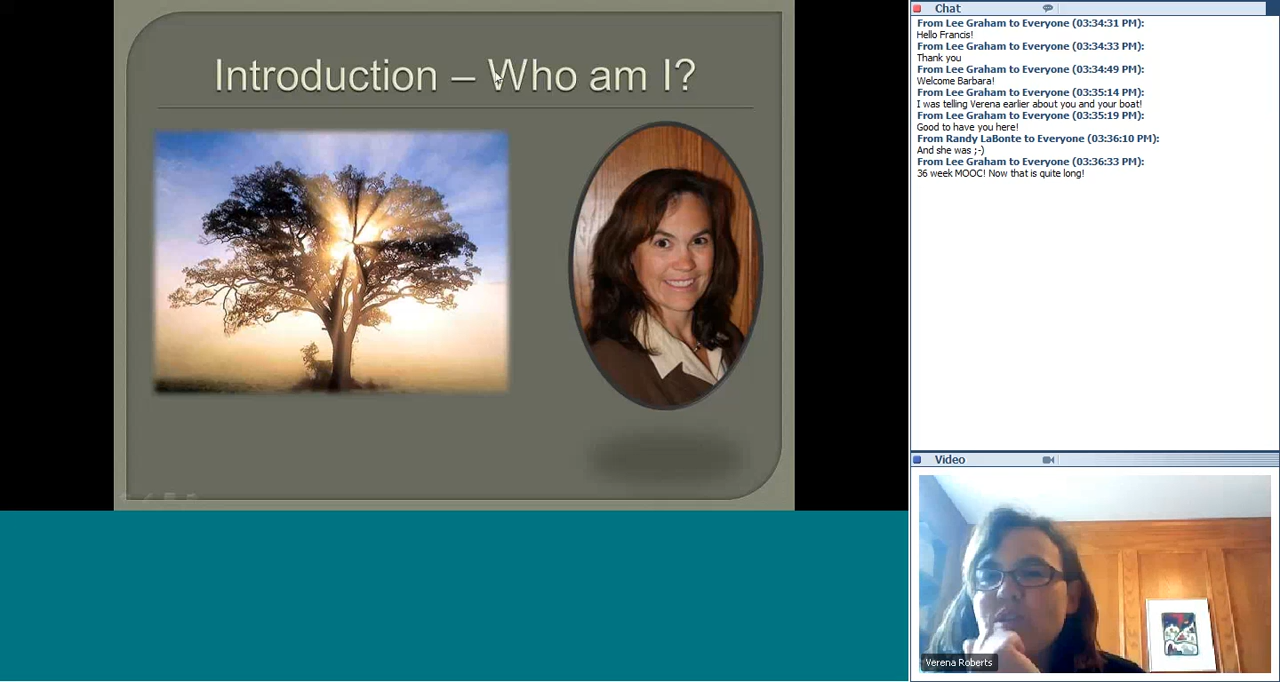 Introduction – Who am I?
Chat
From Lee Graham to Everyone (03:34:31 PM):
Hello Francis!
From Lee Graham to Everyone (03:34:33 PM):
Thank you
From Lee Graham to Everyone (03:34:49 PM):
Welcome Barbara!
From Lee Graham to Everyone (03:35:14 PM):
I was telling Verena earlier about you and your boat!
From Lee Graham to Everyone (03:35:19 PM):
Good to have you here!
From Randy LaBonte to Everyone (03:36:10 PM):
And she was ;-)
From Lee Graham to Everyone (03:36:33 PM):
36 week MOOC! Now that is quite long!
Video
Verena Roberts